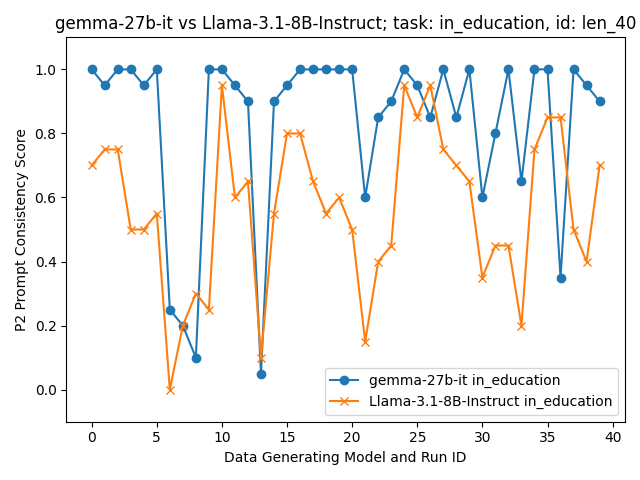 gemma-27b-it vs Llama-3.1-8B-Instruct; task: in_education, id: len_40
P2 Prompt Consistency Score
1.0
0.8
0.6
0.4
0.2
0.0
gemma-27b-it in_education
Llama-3.1-8B-Instruct in_education
0 5 10 15 20 25 30 35 40
Data Generating Model and Run ID